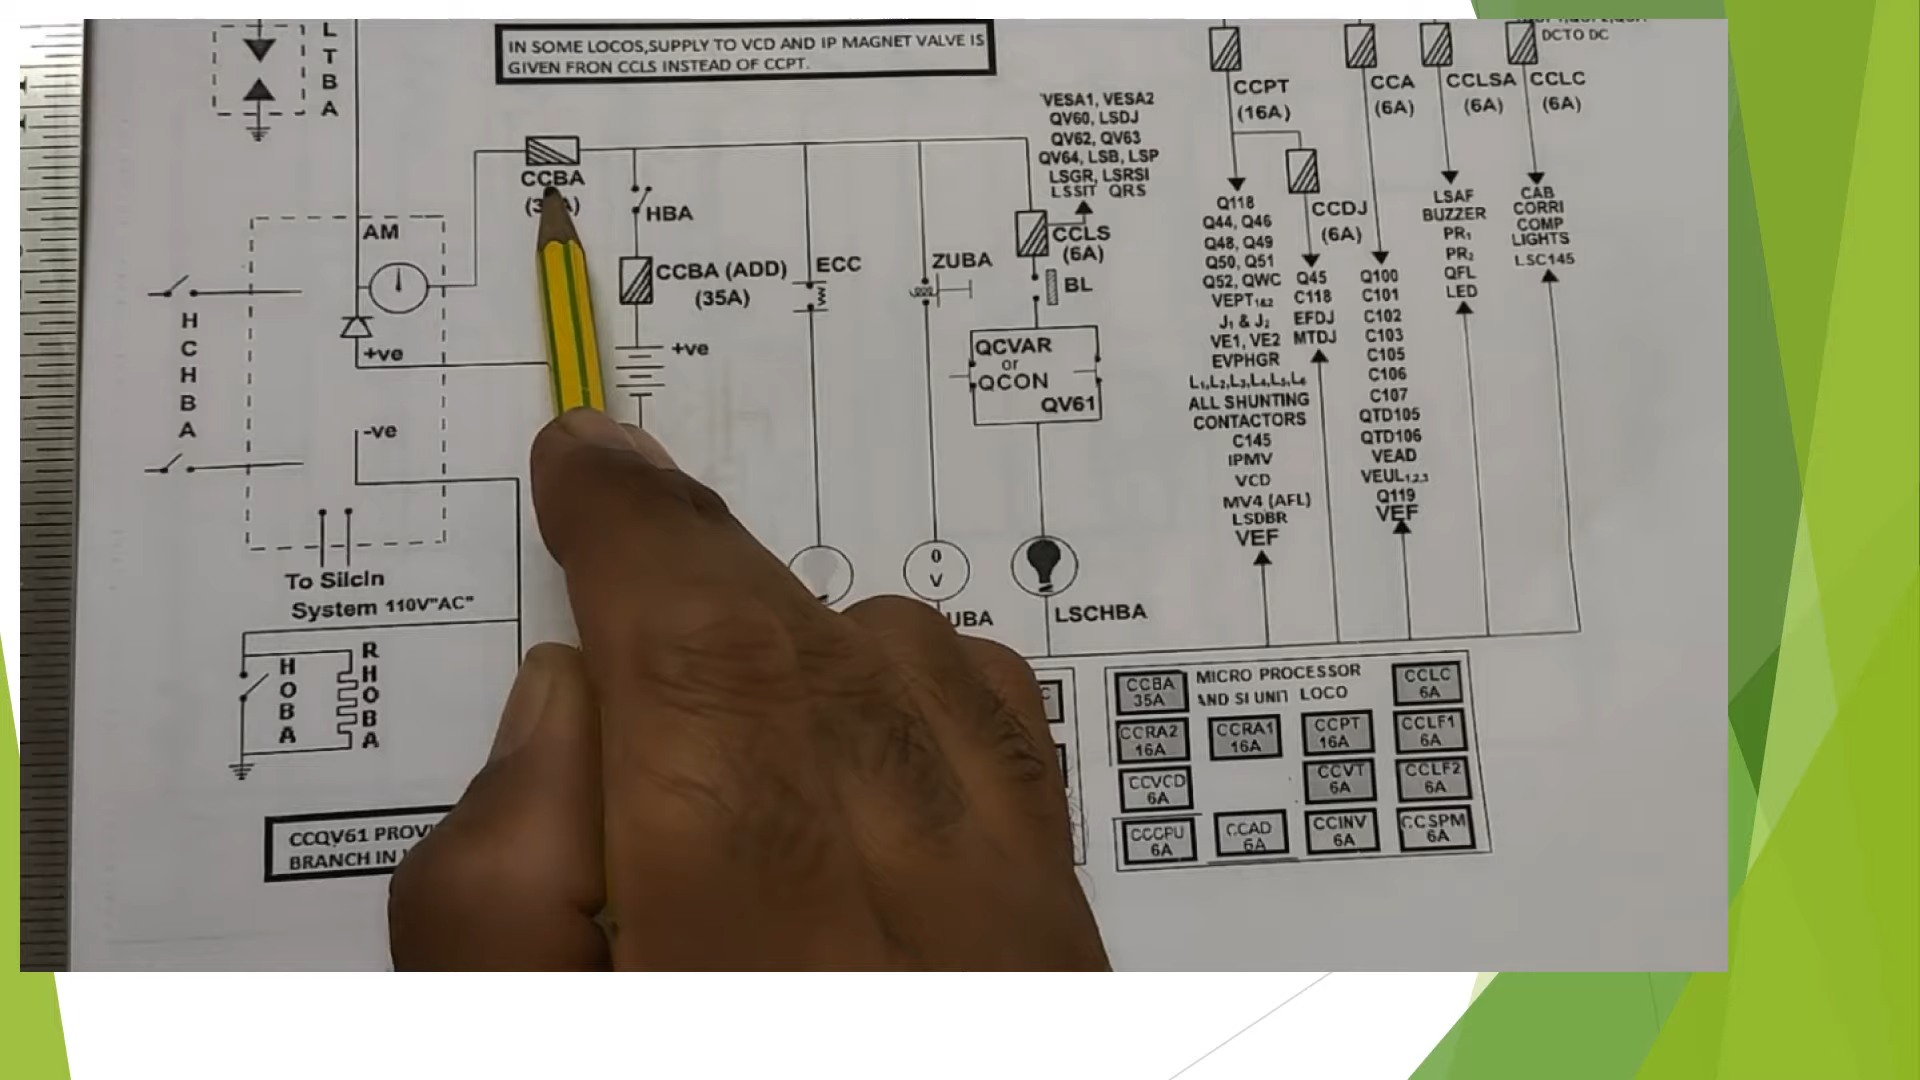 IN SOME LOCOS,SUPPLY TO VCD AND IP MAGNET VALVE IS
GIVEN FRON CCLS INSTEAD OF CCPT.
L
T
B
A
DCTO DC
CCPT
(16A)
CCA
(6A)
CCLSA
(6A)
CCLC
(6A)
VESA1, VESA2
QV60, LSDJ
QV62, QV63
QV64, LSB, LSP
LSGR, LSRSI
LSSIT QRS
CCBA
HBA
CCBA (ADD)
(35A)
+ve
ECC
ZUBA
CCLS
(6A)
BL
QCVAR
or
QCON
QV61
AM
+ve
-ve
H
C
H
B
A
To Silcln
System 110V"AC"
H
O
B
A
R
H
O
B
A
0
V
UBA
LSCHBA
Q118
Q44, Q46
Q48, Q49
Q50, Q51
Q52, QWC
VEPT1&2
J1 & J2
VE1, VE2
EVPHGR
L1,L2,L3,L4,L5,L6
ALL SHUNTING
CONTACTORS
C145
IPMV
VCD
MV4 (AFL)
LSDBR
VEF
CCDJ
(6A)
Q45
C118
EFDJ
MTDJ
Q100
C101
C102
C103
C105
C106
C107
QTD105
QTD106
VEAD
VEUL1,2,3
Q119
VEF
LSAF
BUZZER
PR1
PR2
QFL
LED
CAB
CORRI
COMP
LIGHTS
LSC145
MICRO PROCESSOR
AND SI UNIT LOCO
CCBA
35A
CCLC
6A
CCRA2
16A
CCRA1
16A
CCPT
16A
CCLF1
6A
CCVCD
6A
CCVT
6A
CCLF2
6A
CCCPU
6A
CCAD
6A
CCINV
6A
CCSPM
6A
CCQV61
BRANCH IN